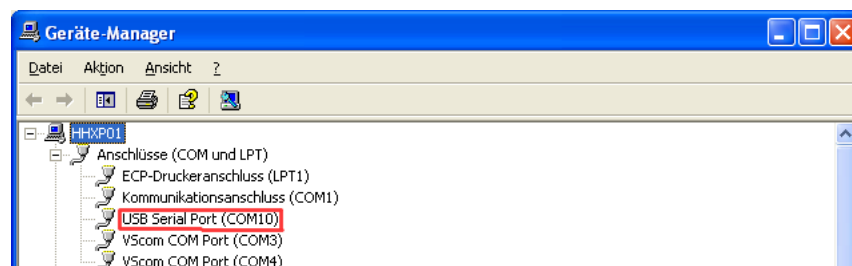 Geräte-Manager
Datei Aktion Ansicht ?
HHXP01
Anschlüsse (COM und LPT)
ECP-Druckeranschluss (LPT1)
Kommunikationsanschluss (COM1)
USB Serial Port (COM10)
VScom COM Port (COM3)
VScom COM Port (COM4)